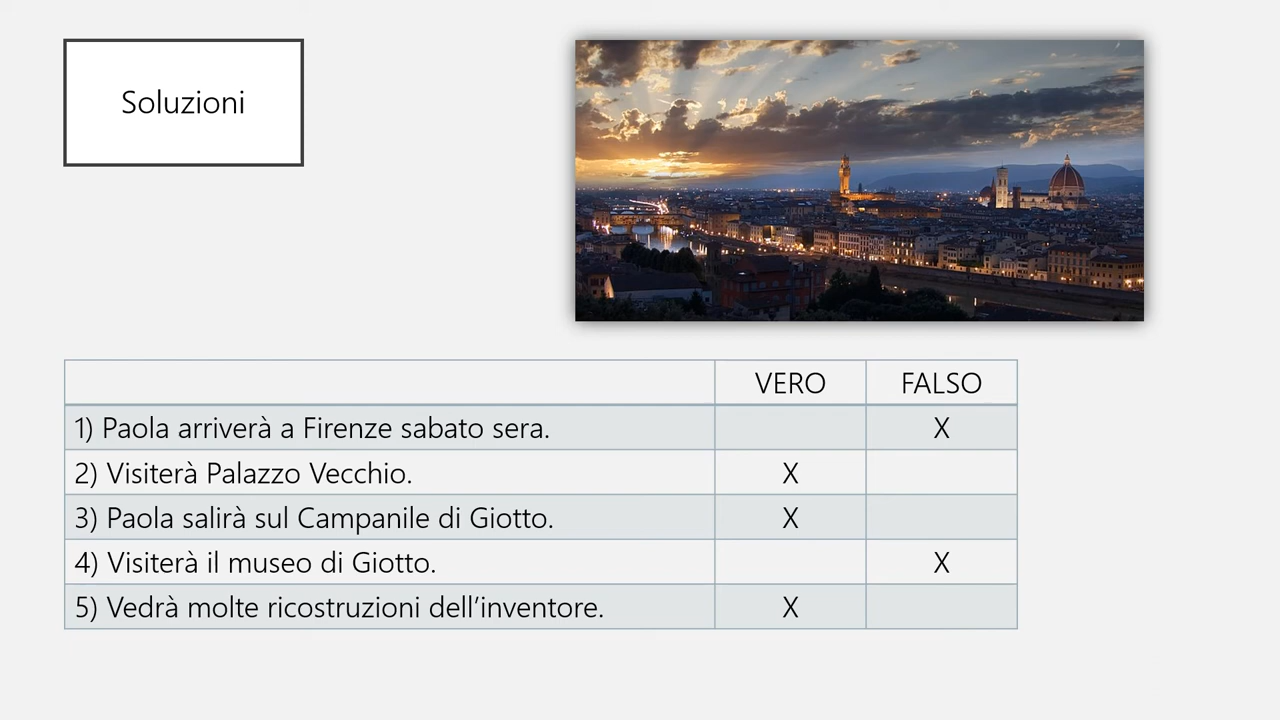 Soluzioni
VERO FALSO
1) Paola arriverà a Firenze sabato sera. X
2) Visiterà Palazzo Vecchio. X
3) Paola salirà sul Campanile di Giotto. X
4) Visiterà il museo di Giotto. X
5) Vedrà molte ricostruzioni dell’inventore. X